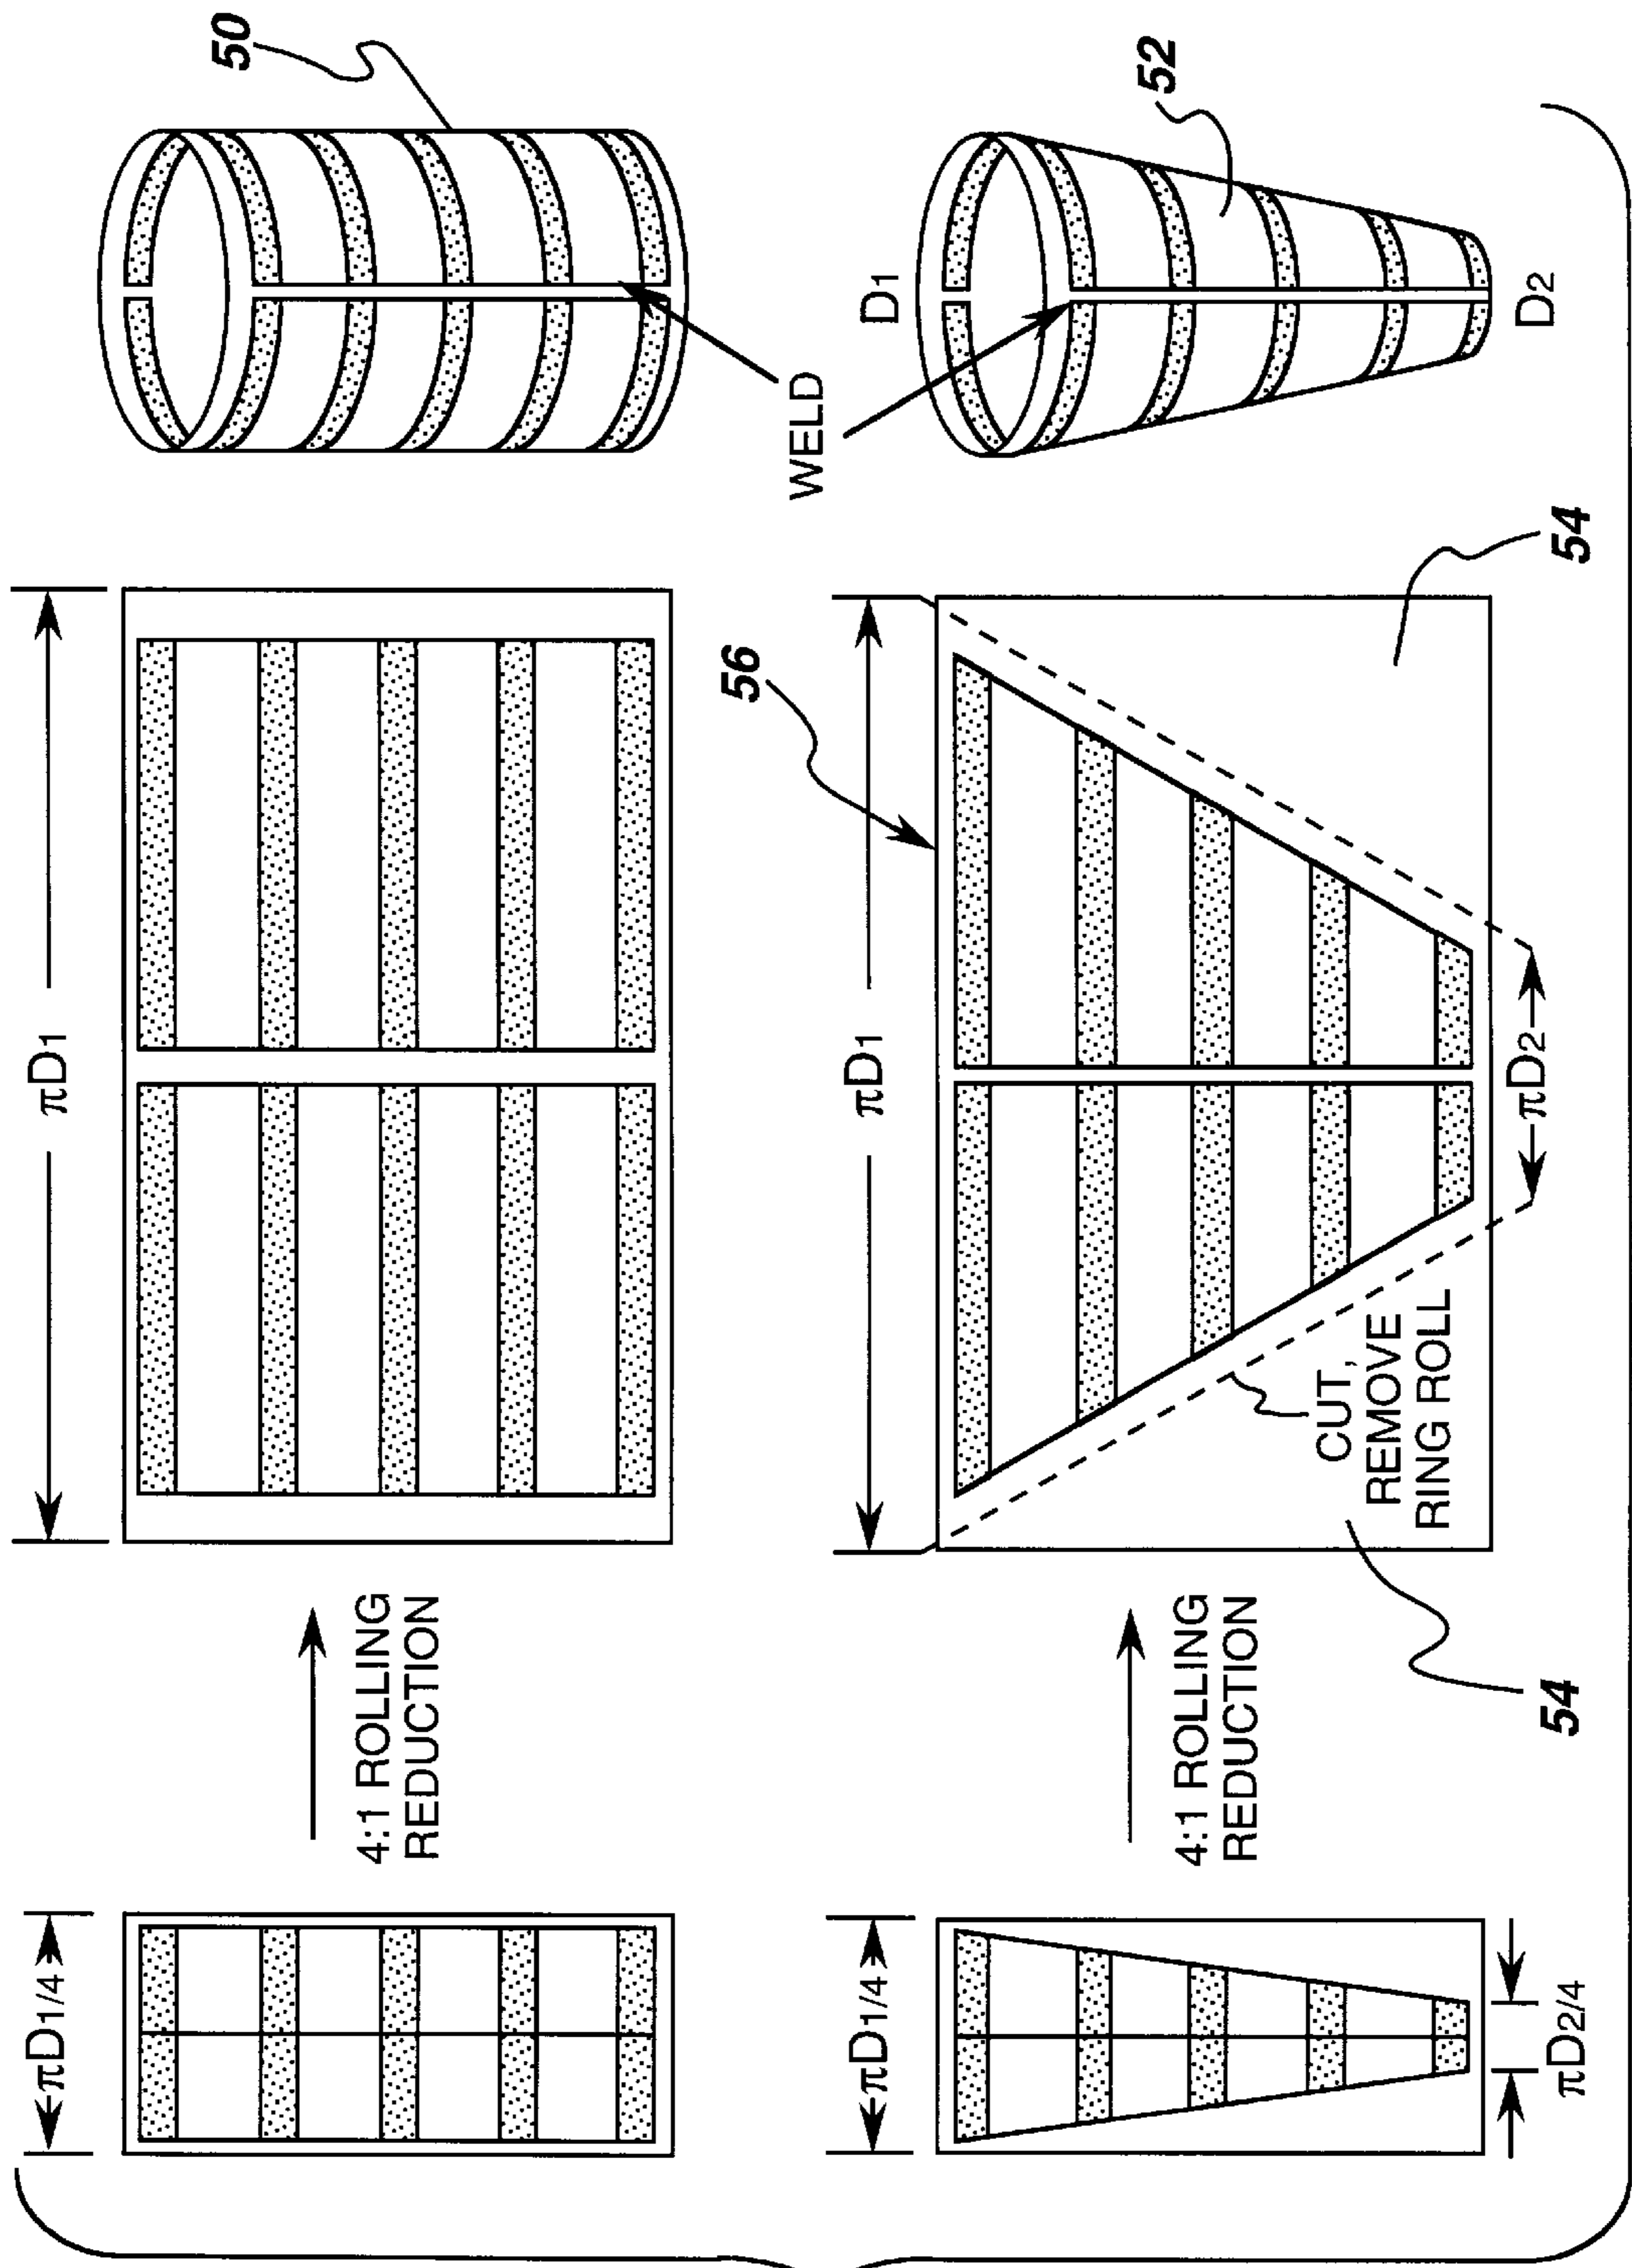 πD1/4
4:1 ROLLING
REDUCTION
πD1
50
WELD
πD1/4
πD2/4
4:1 ROLLING
REDUCTION
πD1
56
CUT,
REMOVE
RING ROLL
54
πD2
54
D1
52
D2